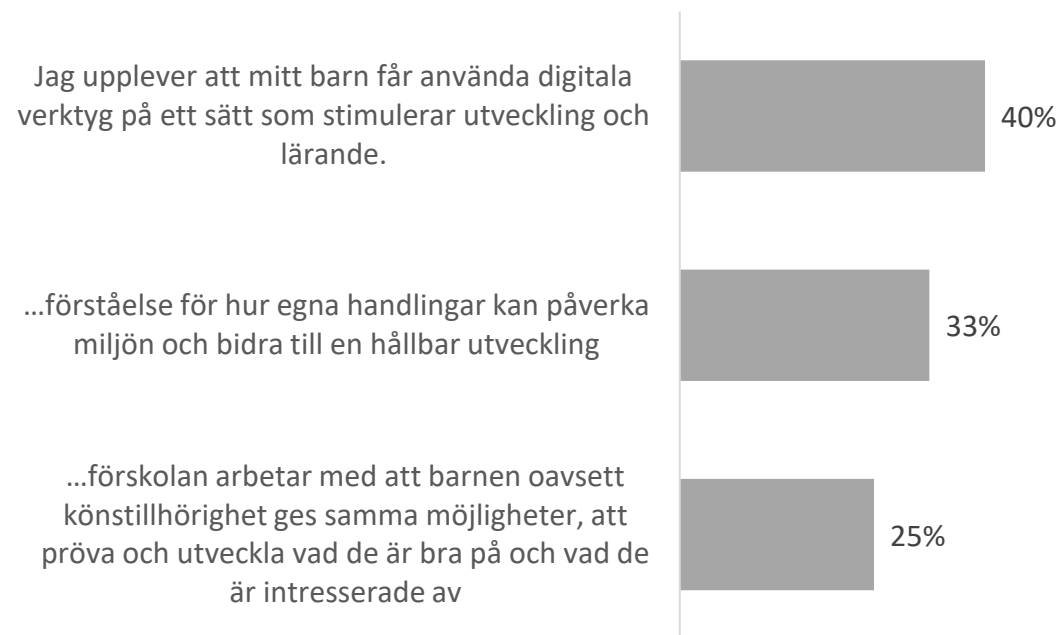 Jag upplever att mitt barn får använda digitala
verktyg på ett sätt som stimulerar utveckling och
lärande.
40%
…förståelse för hur egna handlingar kan påverka
miljön och bidra till en hållbar utveckling
33%
…förskolan arbetar med att barnen oavsett
könstillhörighet ges samma möjligheter, att
pröva och utveckla vad de är bra på och vad de
är intresserade av
25%